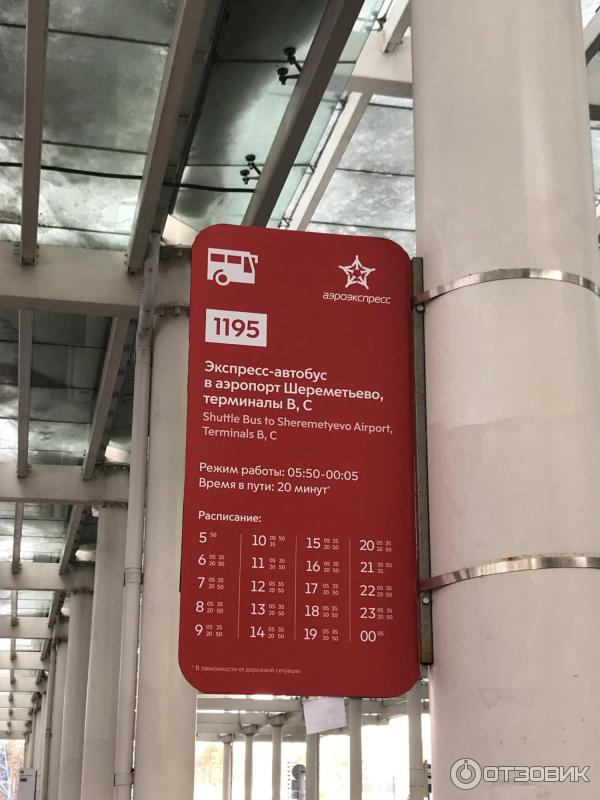 аэроэкспресс
1195
Экспресс-автобус
в аэропорт Шереметьево,
терминалы B, C
Shuttle Bus to Sheremetyevo Airport,
Terminals B, C
Режим работы: 05:50-00:05
Время в пути: 20 минут*
Расписание:
5 50
6 05 35 20 50
7 05 35 20 50
8 05 35 20 50
9 05 35 20 50
10 05 50 35
11 05 35 20 50
12 05 35 20 50
13 05 35 20 50
14 05 35 20 50
15 05 35 20 50
16 05 35 20 50
17 05 35 20 50
18 05 35 20 50
19 05 35 20 50
20 05 35 20 50
21 20 50 35
22 05 35 20 50
23 05 35 20 50
00 05
* В зависимости от дорожной ситуации
ОТЗОВИК